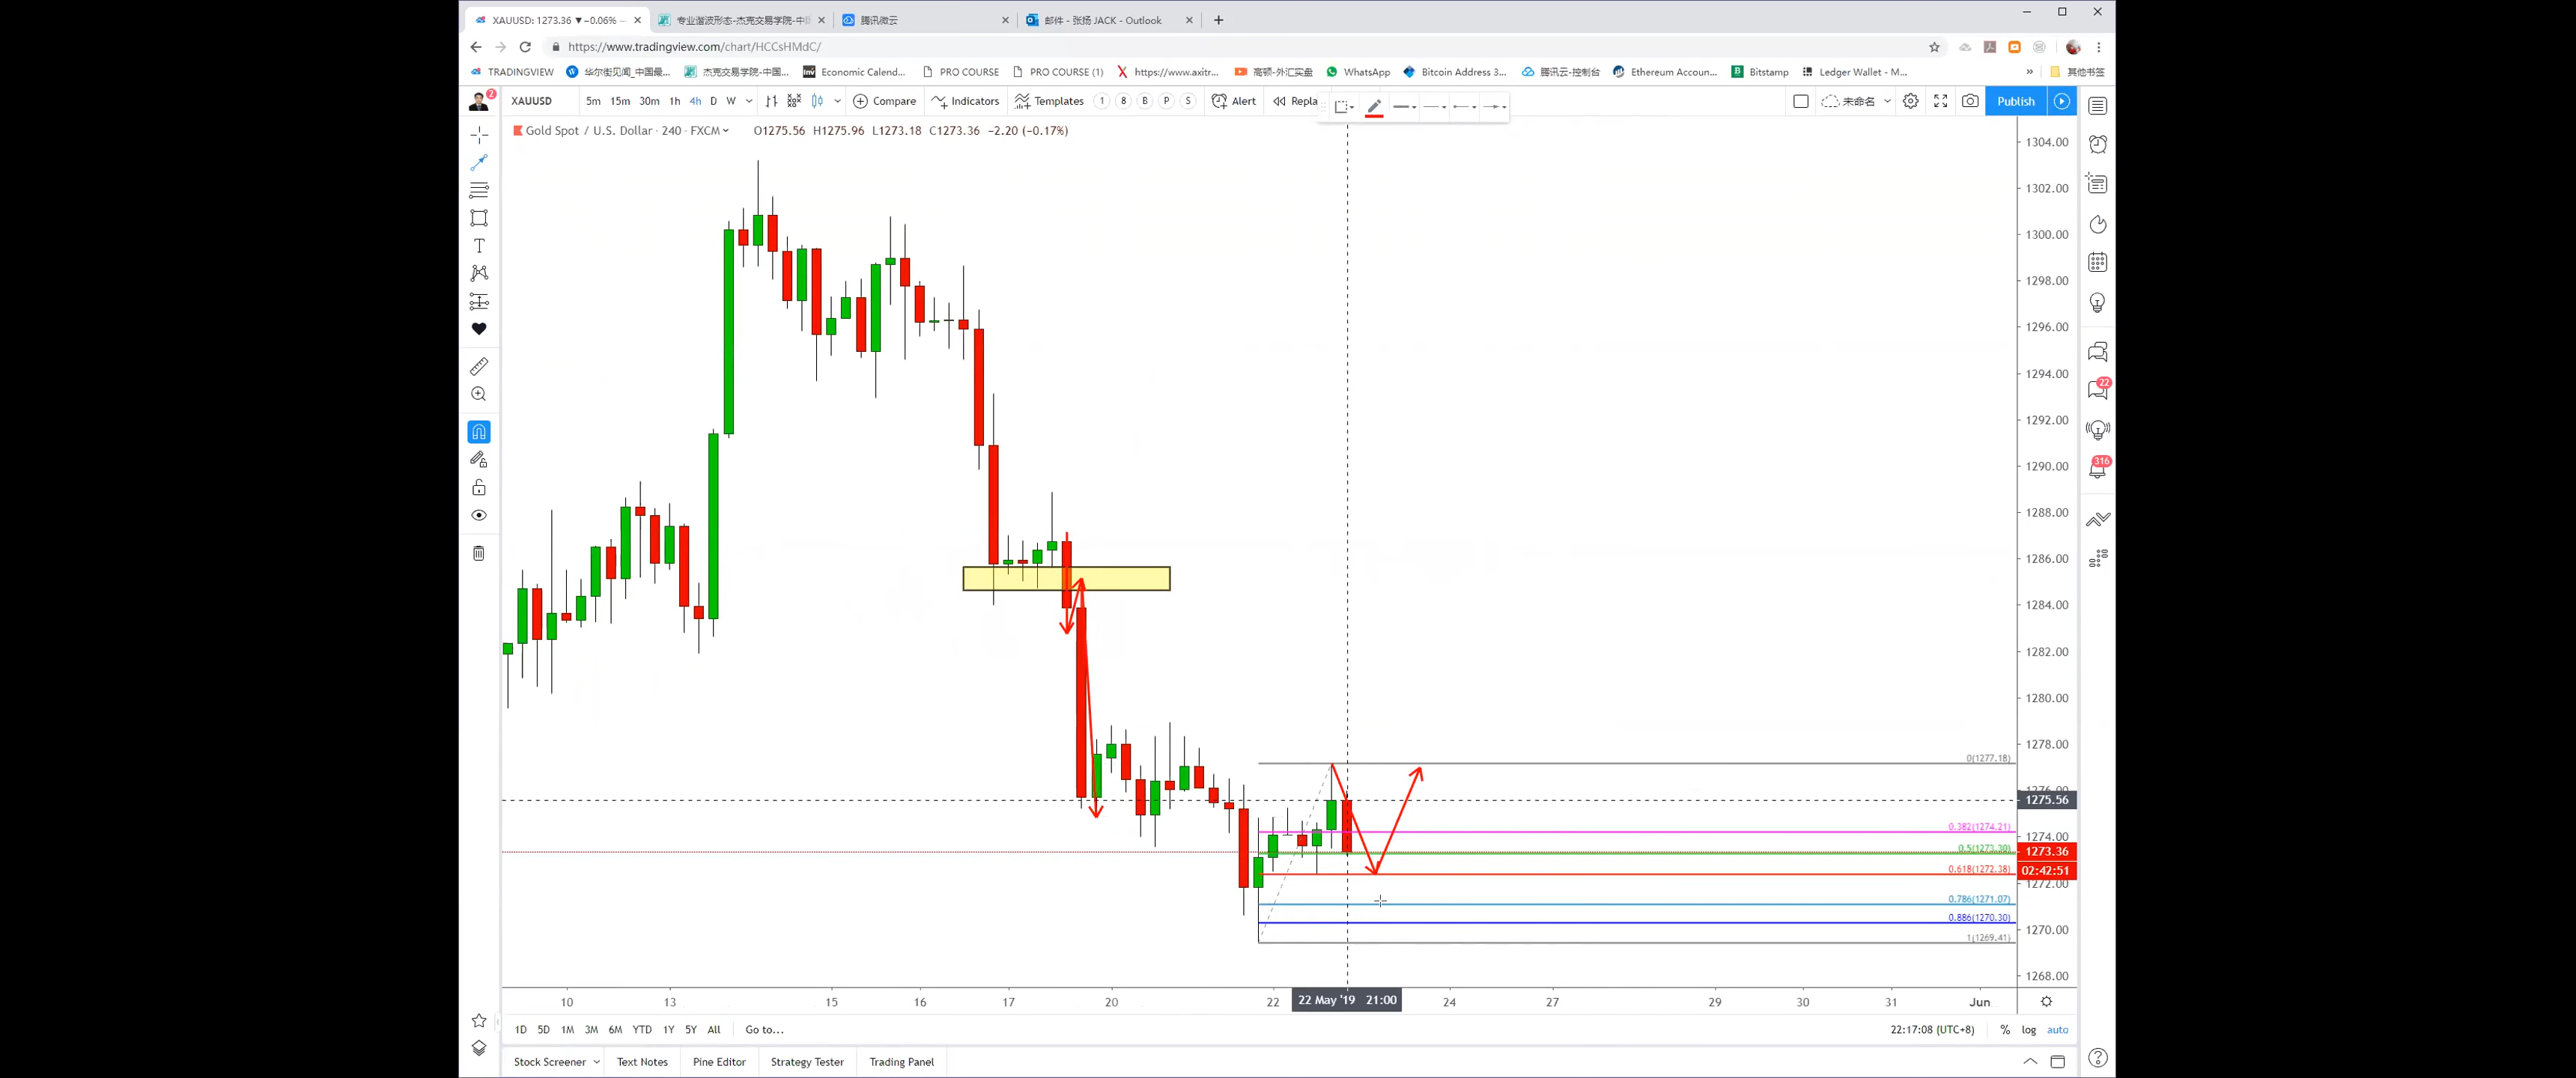 XAUUSD: 1273.36 ▼−0.06%
专业谐波形态-杰克交易学院-中
腾讯微云
邮件 - 张扬 JACK - Outlook
https://www.tradingview.com/chart/HCCsHMdC/
TRADINGVIEW
华尔街见闻_中国最...
杰克交易学院-中国...
Economic Calend...
PRO COURSE
PRO COURSE (1)
https://www.axitr...
高顿-外汇实盘
WhatsApp
Bitcoin Address 3...
腾讯云-控制台
Ethereum Accoun...
Bitstamp
Ledger Wallet - M...
»
其他书签
2
XAUUSD
5m 15m 30m 1h 4h D W
Compare
Indicators
Templates
1 8 B P S
Alert
Repla
未命名
Publish
Gold Spot / U.S. Dollar · 240 · FXCM
O1275.56 H1275.96 L1273.18 C1273.36 −2.20 (−0.17%)
1304.00
1302.00
1300.00
1298.00
1296.00
1294.00
1292.00
1290.00
1288.00
1286.00
1284.00
1282.00
1280.00
1278.00
1276.00
1275.56
1274.00
1273.36
02:42:51
1272.00
1270.00
1268.00
0(1277.18)
0.382(1274.21)
0.5(1273.30)
0.618(1272.38)
0.786(1271.07)
0.886(1270.30)
1(1269.41)
22
316
10 13 15 16 17 20 22 22 May '19 21:00 24 27 29 30 31 Jun
1D 5D 1M 3M 6M YTD 1Y 5Y All Go to...
22:17:08 (UTC+8) % log auto
Stock Screener Text Notes Pine Editor Strategy Tester Trading Panel